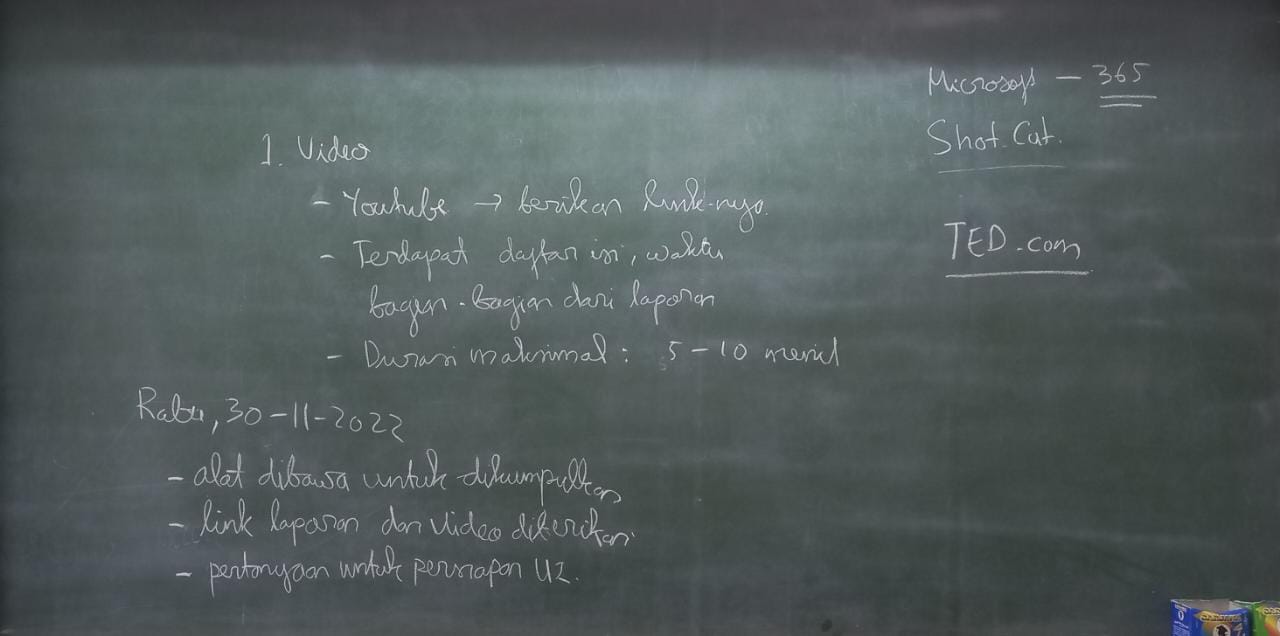 1. Video
- Youtube → berikan link-nya.
- Terdapat daftar isi, waktu
bagian-bagian dari laporan
- Durasi maksimal : 5-10 menit
Rabu, 30-11-2022
- alat dibawa untuk dikumpulkan
- link laporan dan video diberikan.
- pertanyaan untuk persiapan U2.
Microsoft - 365
Shot.Cut.
TED.com